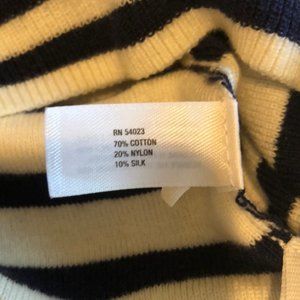 RN 54023
70% COTTON
20% NYLON
10% SILK